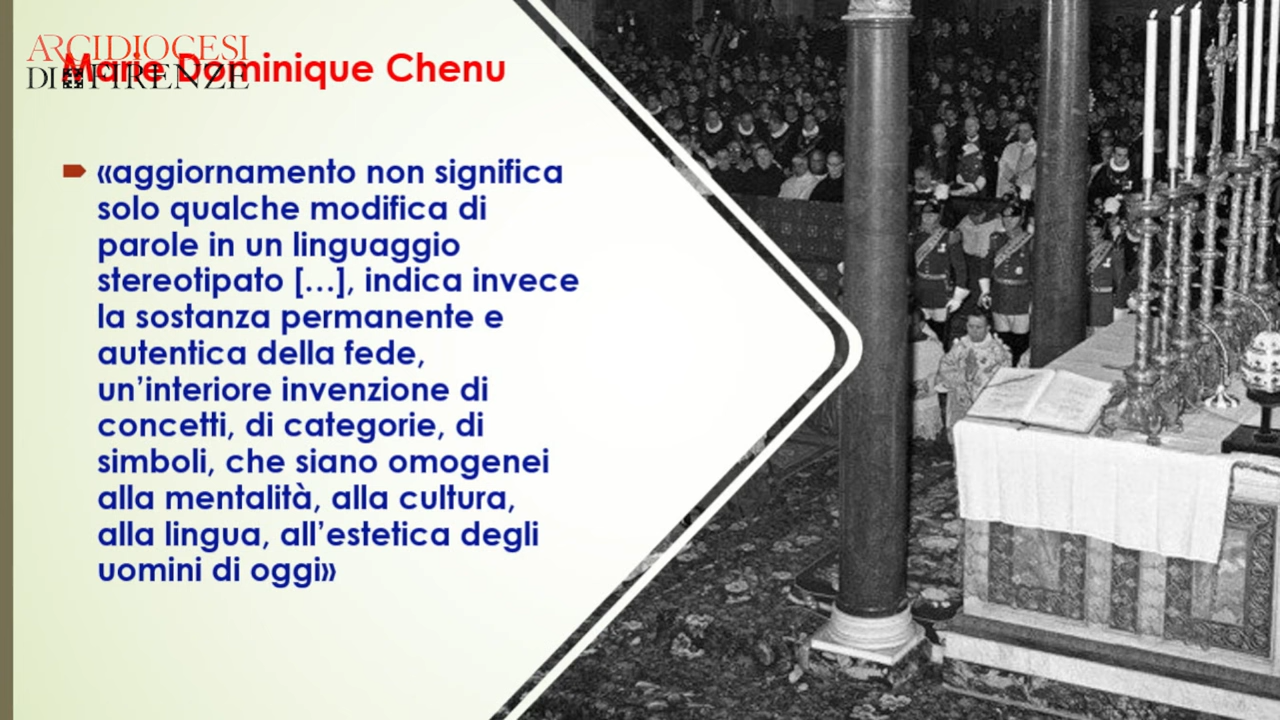 ARCIDIOCESI
DI FIRENZE
Marie Dominique Chenu
«aggiornamento non significa
solo qualche modifica di
parole in un linguaggio
stereotipato […], indica invece
la sostanza permanente e
autentica della fede,
un’interiore invenzione di
concetti, di categorie, di
simboli, che siano omogenei
alla mentalità, alla cultura,
alla lingua, all’estetica degli
uomini di oggi»